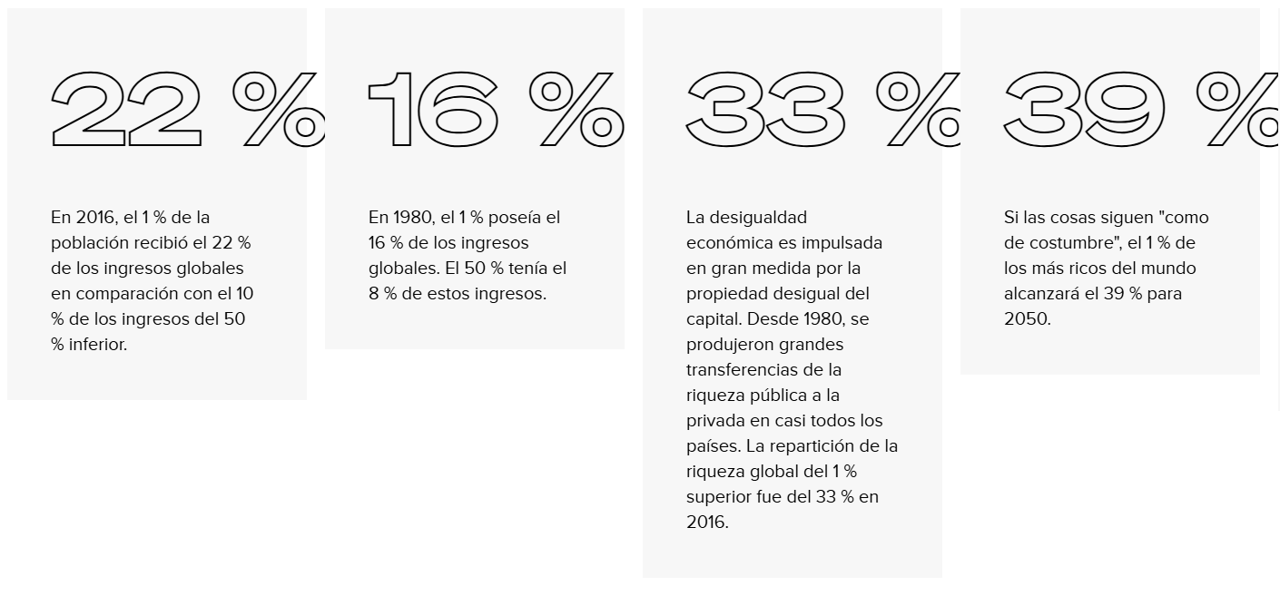 22 %
En 2016, el 1 % de la
población recibió el 22 %
de los ingresos globales
en comparación con el 10
% de los ingresos del 50
% inferior.
16 %
En 1980, el 1 % poseía el
16 % de los ingresos
globales. El 50 % tenía el
8 % de estos ingresos.
33 %
La desigualdad
económica es impulsada
en gran medida por la
propiedad desigual del
capital. Desde 1980, se
produjeron grandes
transferencias de la
riqueza pública a la
privada en casi todos los
países. La repartición de la
riqueza global del 1 %
superior fue del 33 % en
2016.
39 %
Si las cosas siguen "como
de costumbre", el 1 % de
los más ricos del mundo
alcanzará el 39 % para
2050.